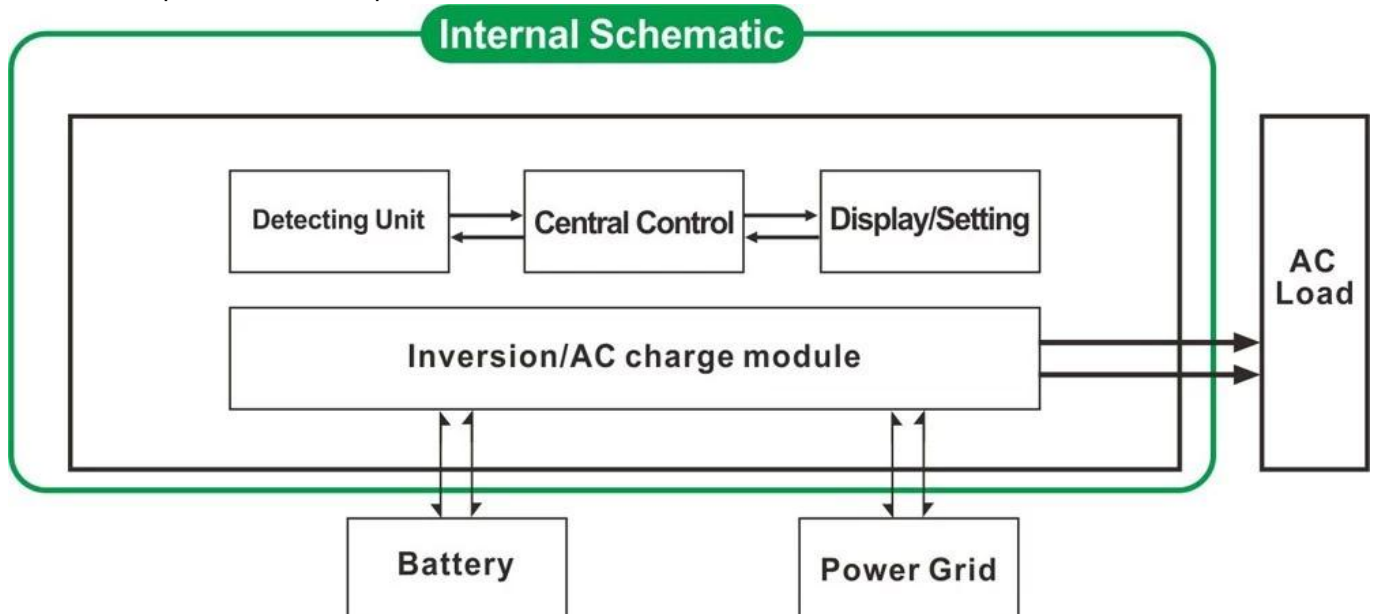 Internal Schematic
Detecting Unit
Central Control
Display/Setting
AC
Load
Inversion/AC charge module
Battery
Power Grid